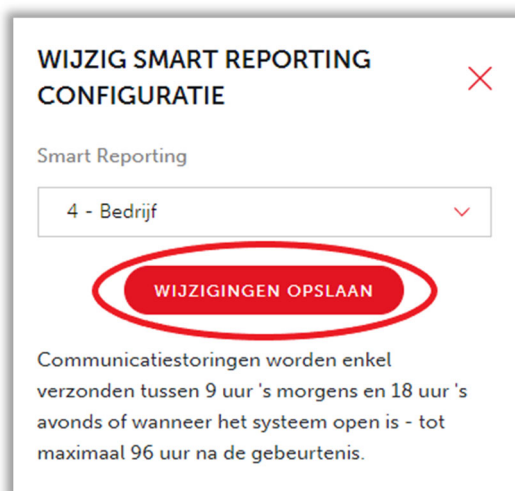 WIJZIG SMART REPORTING
CONFIGURATIE
Smart Reporting
4 - Bedrijf
WIJZIGINGEN OPSLAAN
Communicatiestoringen worden enkel
verzonden tussen 9 uur 's morgens en 18 uur 's
avonds of wanneer het systeem open is - tot
maximaal 96 uur na de gebeurtenis.